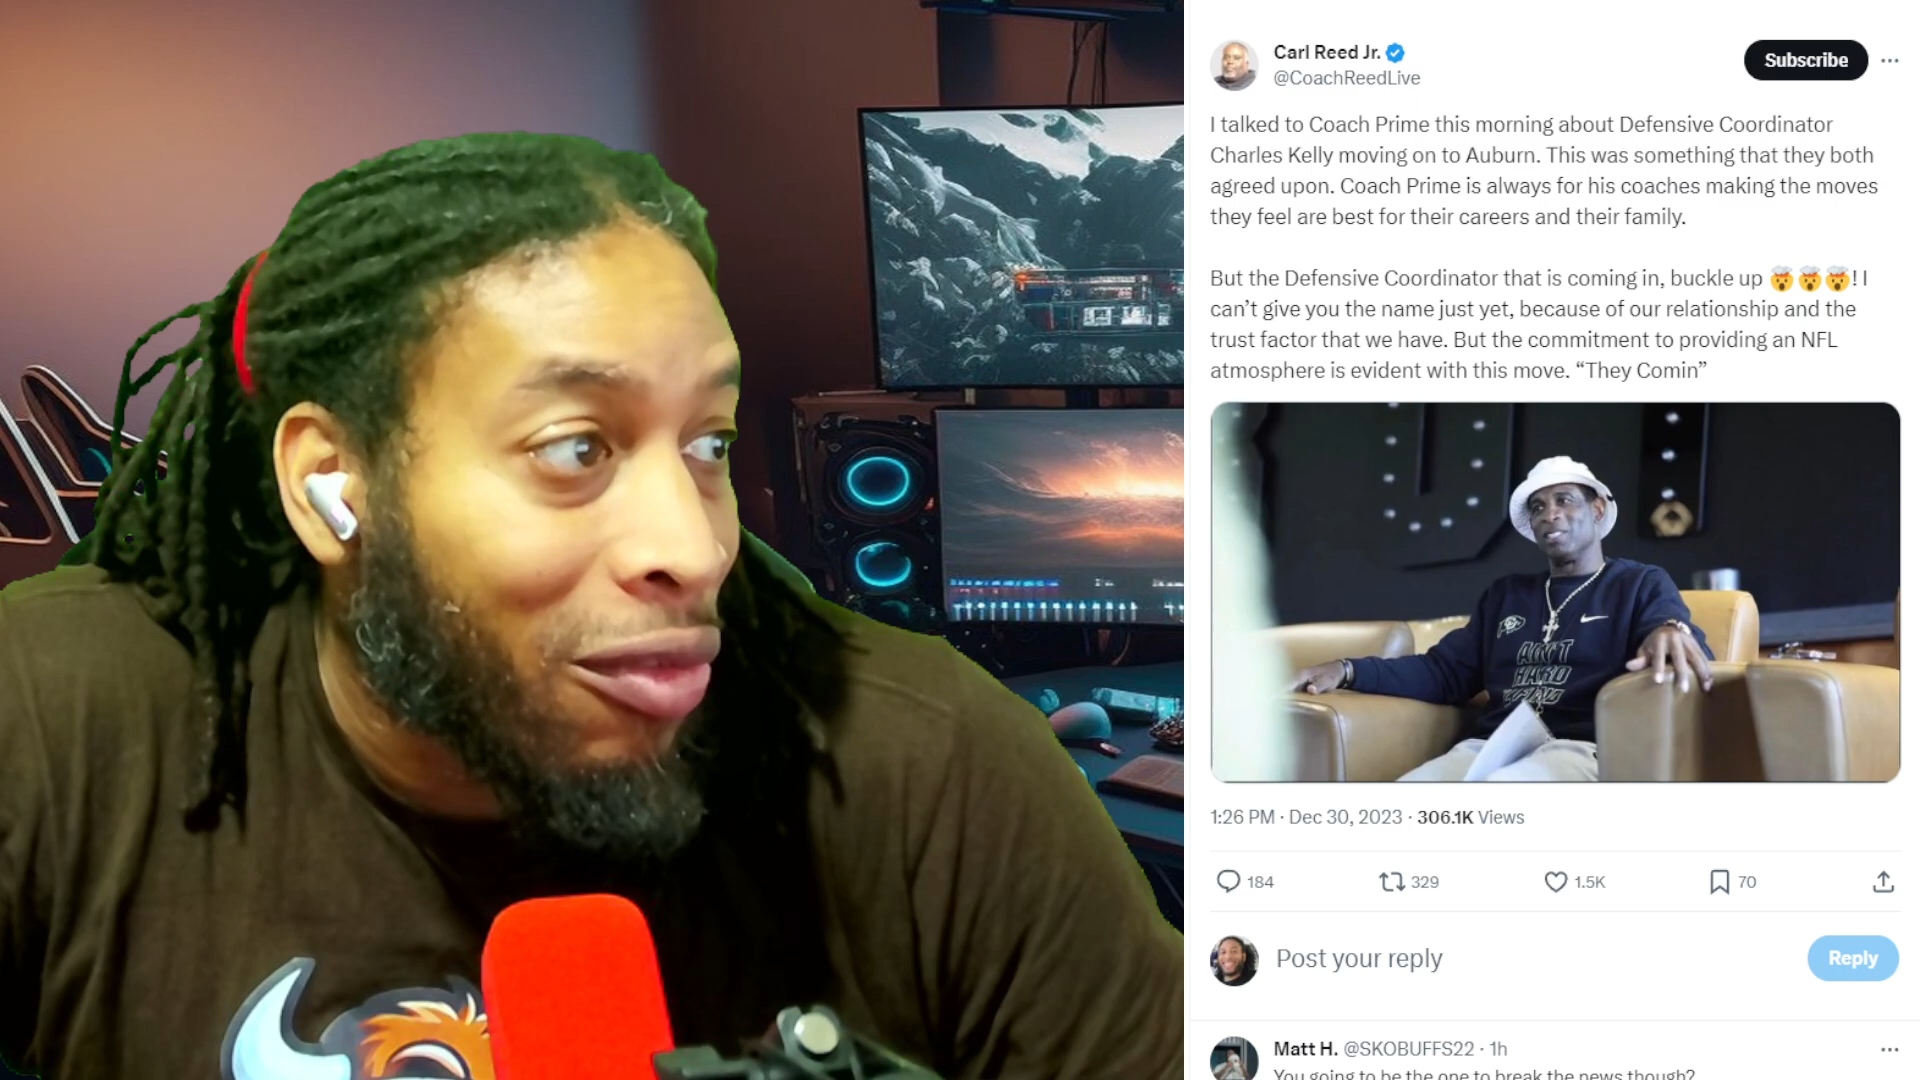 Carl Reed Jr.
@CoachReedLive
Subscribe
I talked to Coach Prime this morning about Defensive Coordinator
Charles Kelly moving on to Auburn. This was something that they both
agreed upon. Coach Prime is always for his coaches making the moves
they feel are best for their careers and their family.
But the Defensive Coordinator that is coming in, buckle up 🤯🤯🤯! I
can’t give you the name just yet, because of our relationship and the
trust factor that we have. But the commitment to providing an NFL
atmosphere is evident with this move. “They Comin”
AIN'T
HARD
1:26 PM · Dec 30, 2023 · 306.1K Views
184
329
1.5K
70
Post your reply
Reply
Matt H. @SKOBUFFS22 · 1h
You going to be the one to break the news though?